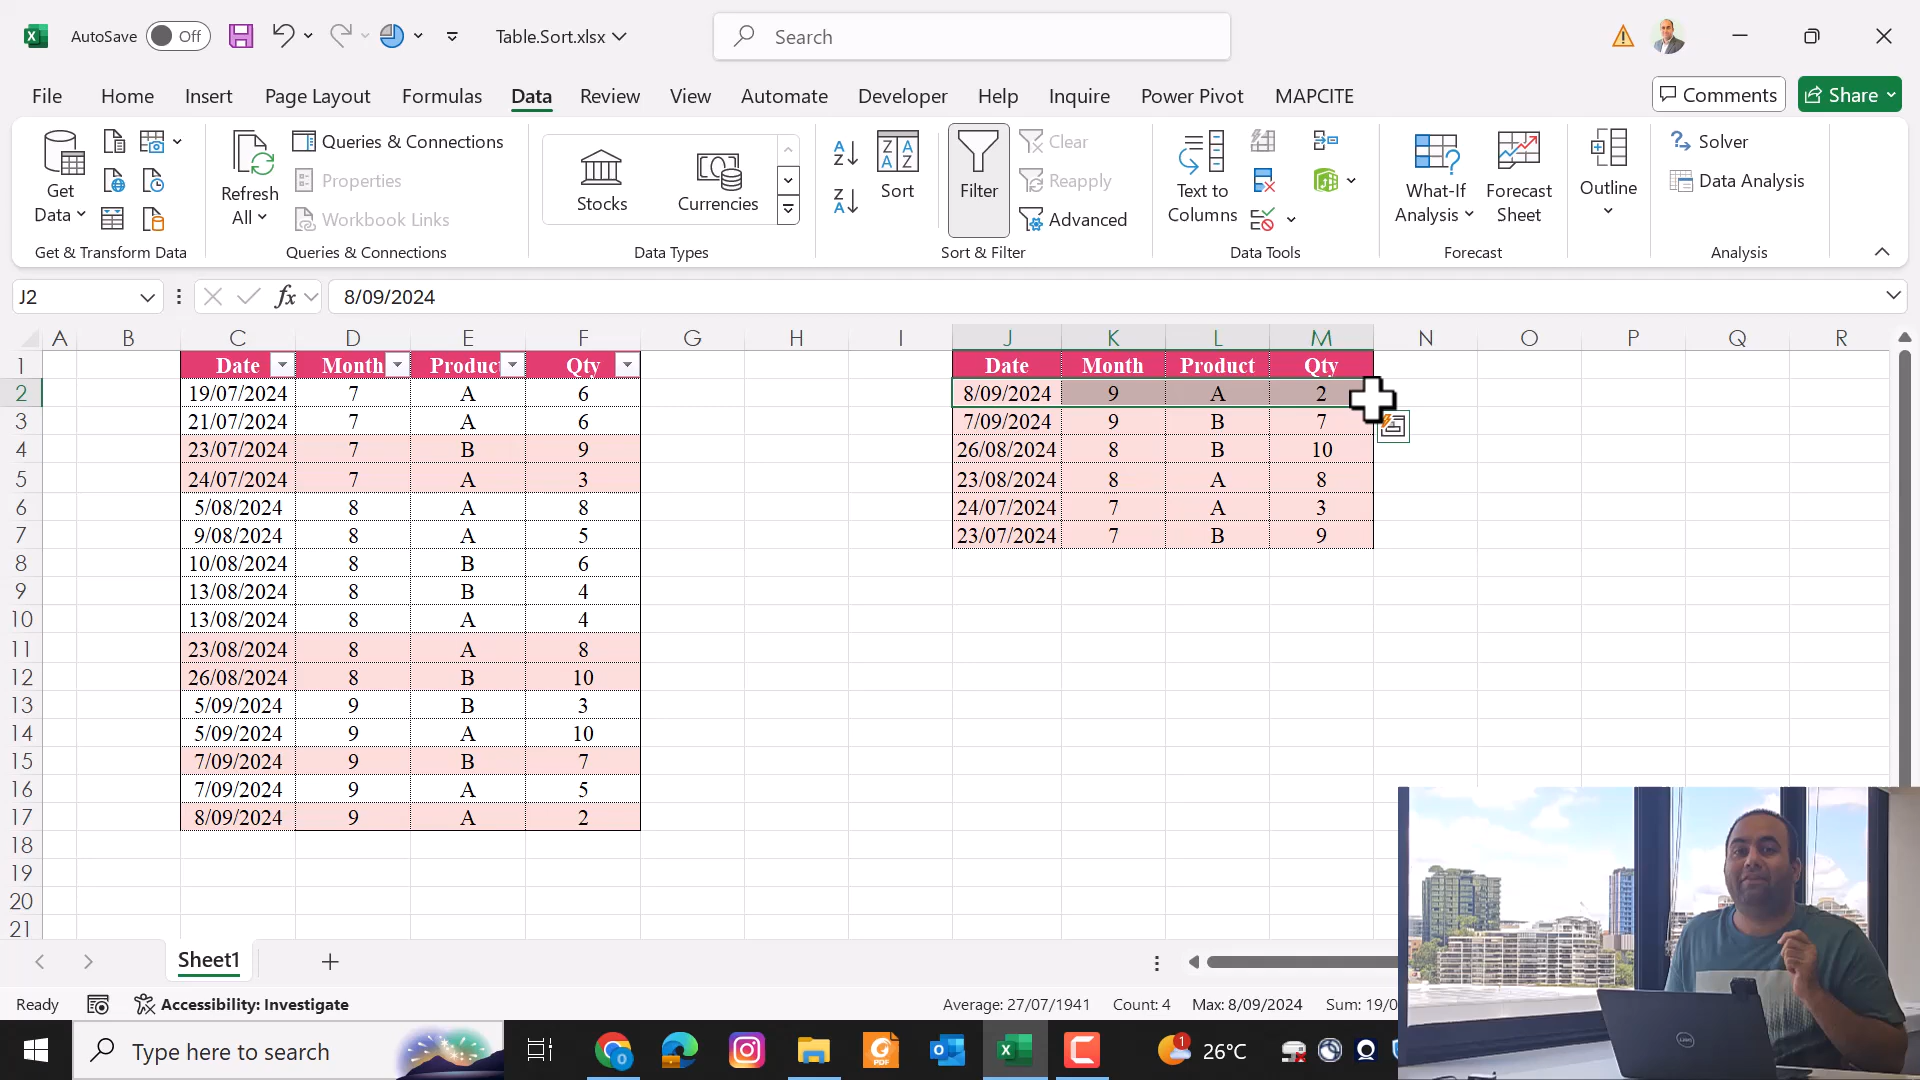 AutoSave Off Table.Sort.xlsx Search
File Home Insert Page Layout Formulas Data Review View Automate Developer Help Inquire Power Pivot MAPCITE Comments Share
Get Data
Refresh All
Queries & Connections
Properties
Workbook Links
Stocks Currencies
Sort
Filter
Clear
Reapply
Advanced
Text to Columns
What-If Analysis
Forecast Sheet
Outline
Solver
Data Analysis
Get & Transform Data Queries & Connections Data Types Sort & Filter Data Tools Forecast Analysis
J2 fx 8/09/2024
A B C D E F G H I J K L M N O P Q R
1 Date Month Product Qty Date Month Product Qty
2 19/07/2024 7 A 6 8/09/2024 9 A 2
3 21/07/2024 7 A 6 7/09/2024 9 B 7
4 23/07/2024 7 B 9 26/08/2024 8 B 10
5 24/07/2024 7 A 3 23/08/2024 8 A 8
6 5/08/2024 8 A 8 24/07/2024 7 A 3
7 9/08/2024 8 A 5 23/07/2024 7 B 9
8 10/08/2024 8 B 6
9 13/08/2024 8 B 4
10 13/08/2024 8 A 4
11 23/08/2024 8 A 8
12 26/08/2024 8 B 10
13 5/09/2024 9 B 3
14 5/09/2024 9 A 10
15 7/09/2024 9 B 7
16 7/09/2024 9 A 5
17 8/09/2024 9 A 2
18
19
20
21
Sheet1
Ready Accessibility: Investigate Average: 27/07/1941 Count: 4 Max: 8/09/2024 Sum: 19/0
Type here to search 1 26°C